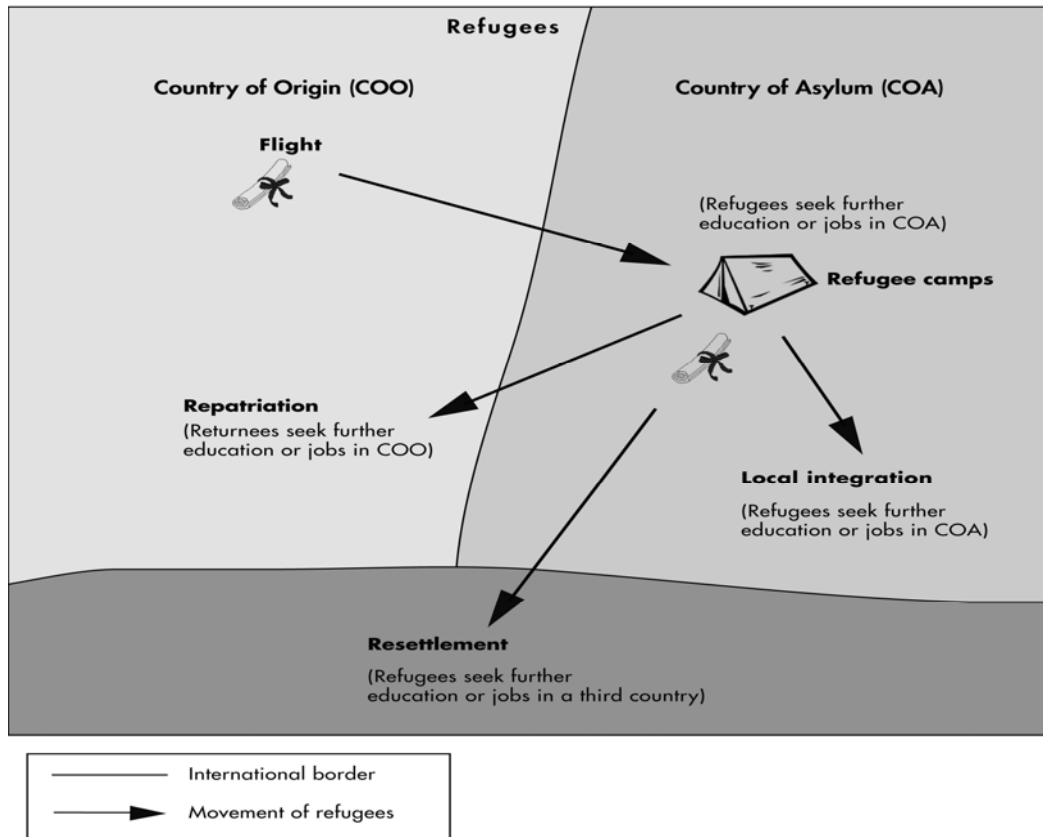 Refugees
Country of Origin (COO)
Country of Asylum (COA)
Flight
(Refugees seek further
education or jobs in COA)
Refugee camps
Repatriation
(Returnees seek further
education or jobs in COO)
Local integration
(Refugees seek further
education or jobs in COA)
Resettlement
(Refugees seek further
education or jobs in a third country)
International border
Movement of refugees